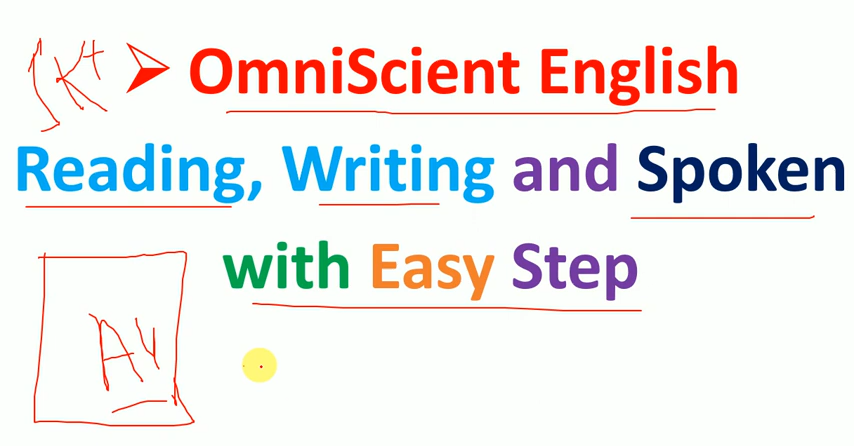 OmniScient English
Reading, Writing and Spoken
with Easy Step